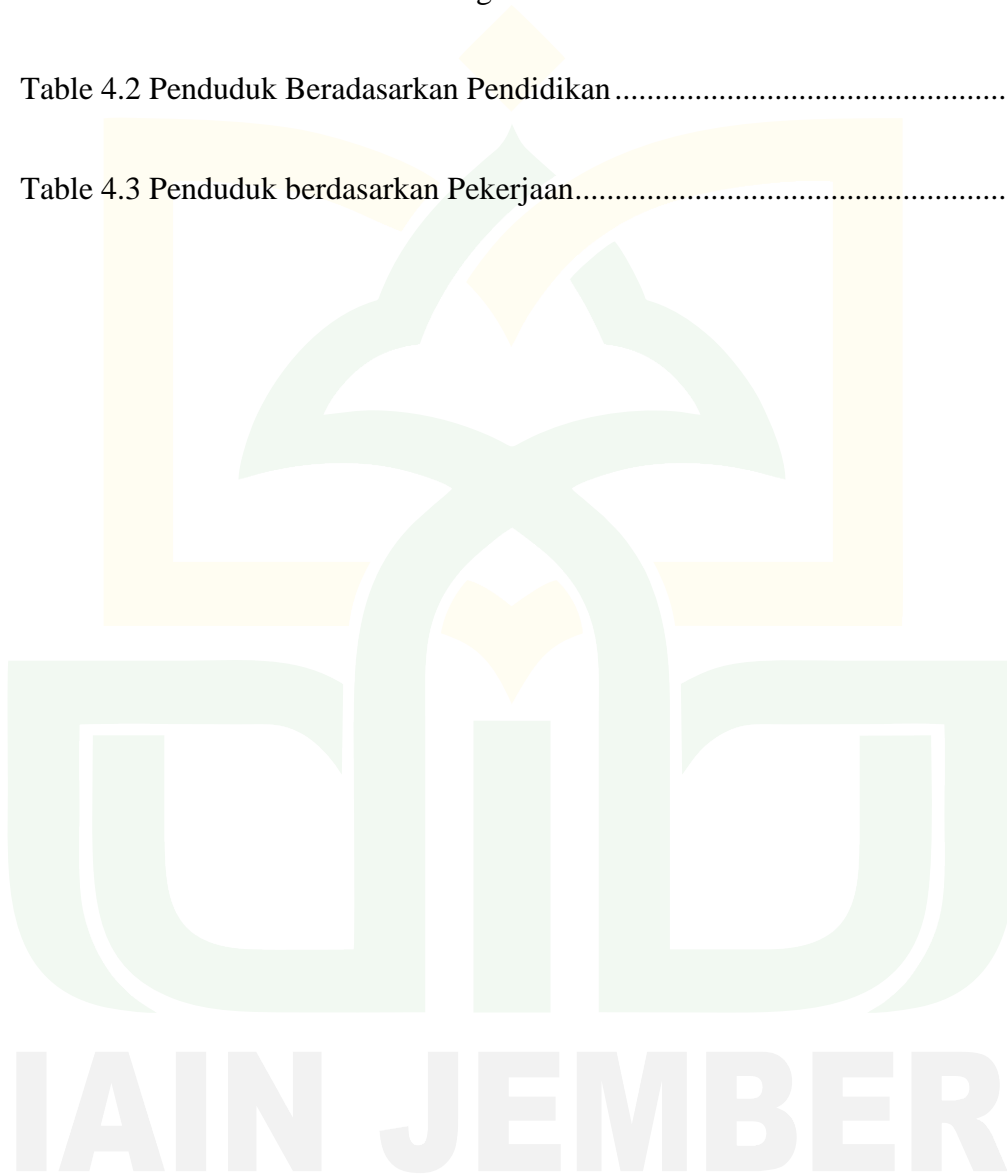 Table 4.2 Penduduk Beradasarkan Pendidikan.................................................
Table 4.3 Penduduk berdasarkan Pekerjaan......................................................
IAIN JEMBER